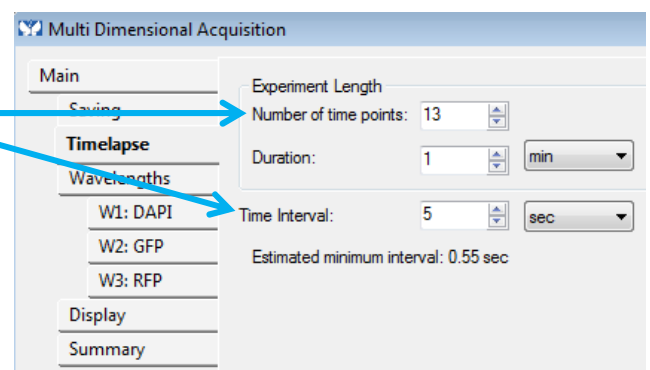 Multi Dimensional Acquisition
Main
Saving
Timelapse
Wavelengths
W1: DAPI
W2: GFP
W3: RFP
Display
Summary
Experiment Length
Number of time points: 13
Duration: 1 min
Time Interval: 5 sec
Estimated minimum interval: 0.55 sec